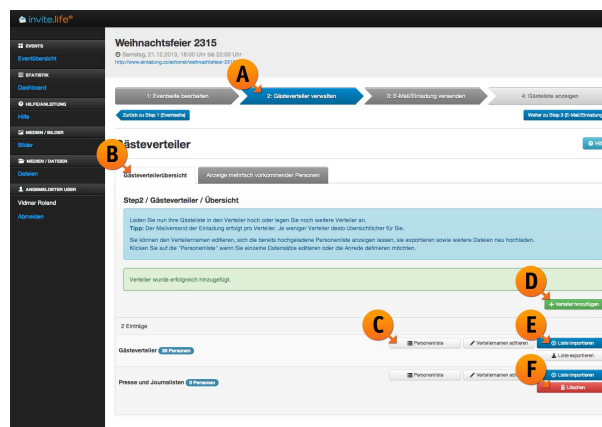 invite.life
EVENTS
Eventübersicht
STATISTIK
Dashboard
HILFE/ANLEITUNG
Hilfe
MEDIEN / BILDER
Bilder
MEDIEN / DATEIEN
Dateien
ANGEMELDETER USER
Vidmar Roland
Abmelden
Weihnachtsfeier 2315
Samstag, 21.12.2013, 18:00 Uhr bis 22:00 Uhr
A
1: Eventseite bearbeiten
2: Gästeverteiler verwalten
3: E-Mail/Einladung versenden
4: Gästeliste anzeigen
Zurück zu Step 1 (Eventseite)
Weiter zu Step 3 (E-Mail/Einladung
Gästeverteiler
B
Gästeverteilerübersicht
Anzeige mehrfach vorkommender Personen
Step2 / Gästeverteiler / Übersicht
Laden Sie nun Ihre Gästeliste in den Verteiler hoch oder legen Sie noch weitere Verteiler an.
Tipp: Der Mailversand der Einladung erfolgt pro Verteiler. Je weniger Verteiler desto übersichtlicher für Sie.
Sie können den Verteilernamen editieren, sich die bereits hochgeladene Personenliste anzeigen lassen, sie exportieren sowie weitere Dateien neu hochladen.
Klicken Sie auf die "Personenliste" wenn Sie einzelne Datensätze editieren oder die Anrede definieren möchten.
Verteiler wurde erfolgreich hinzugefügt.
D
+ Verteiler hinzufügen
2 Einträge
C
E
Gästeverteiler 39 Personen
Personenliste
Verteilernamen editieren
Liste importieren
Liste exportieren
F
Presse und Journalisten 0 Personen
Personenliste
Verteilernamen
Liste importieren
Löschen